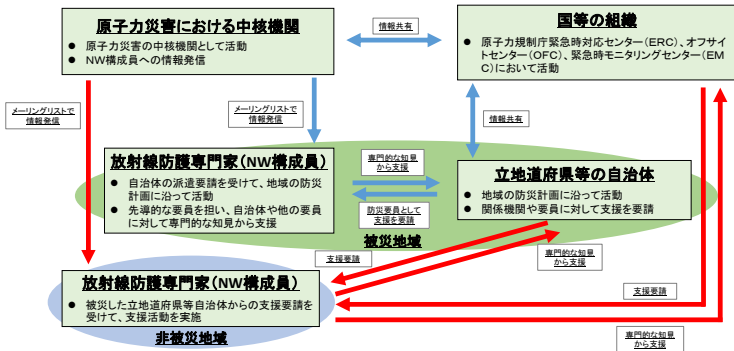 原子力災害における中核機関
● 原子力災害の中核機関として活動
● NW構成員への情報発信
情報共有
国等の組織
● 原子力規制庁緊急時対応センター（ERC）、オフサイ
トセンター（OFC）、緊急時モニタリングセンター（EM
C）において活動
メーリングリストで
情報発信
メーリングリストで
情報発信
情報共有
放射線防護専門家（NW構成員）
● 自治体の派遣要請を受けて、地域の防災
計画に沿って活動
● 先導的な要員を担い、自治体や他の要員
に対して専門的な知見から支援
専門的な知見
から支援
防災要員として
支援を要請
立地道府県等の自治体
● 地域の防災計画に沿って活動
● 関係機関や要員に対して支援を要請
被災地域
支援要請
専門的な知見
から支援
放射線防護専門家（NW構成員）
● 被災した立地道府県等自治体からの支援要請を
受けて、支援活動を実施
非被災地域
支援要請
専門的な知見
から支援